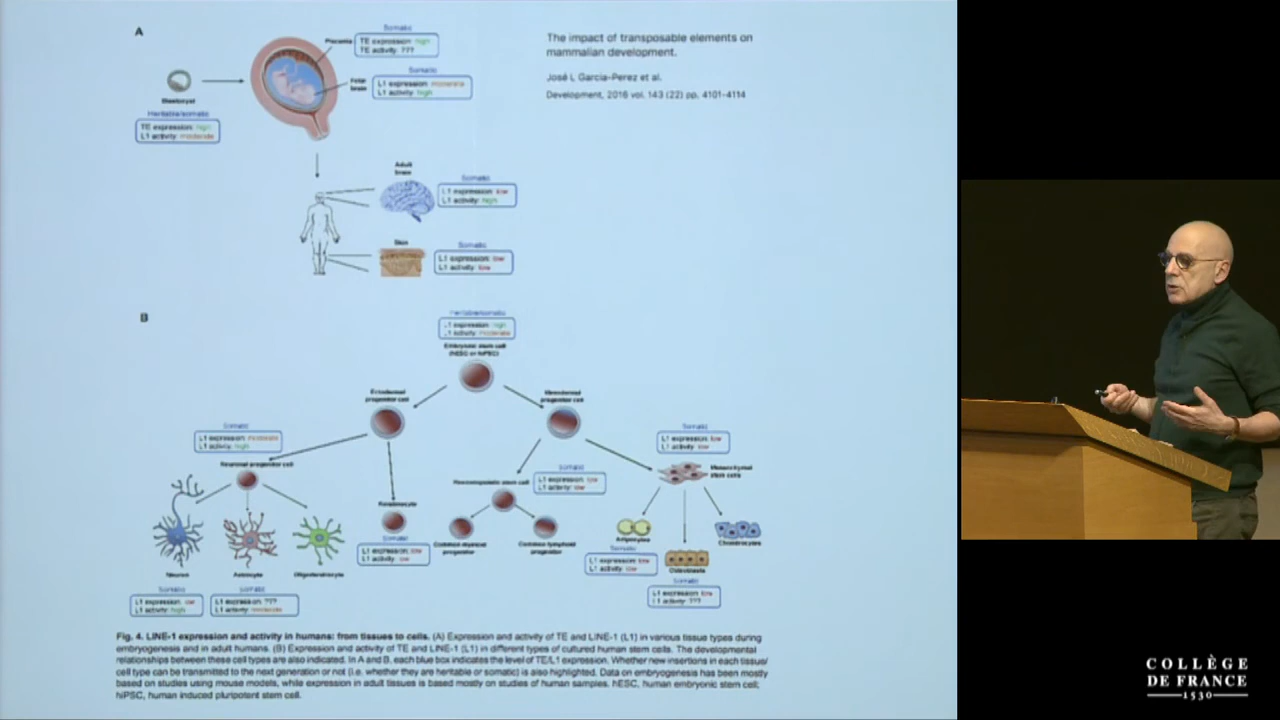 A
Somatic
TE expression: high
TE activity: ???
Placenta
Somatic
L1 expression: moderate
L1 activity: high
Fetal
brain
Blastocyst
Heritable/somatic
TE expression: high
L1 activity: moderate
The impact of transposable elements on
mammalian development.
José L Garcia-Perez et al.
Development, 2016 vol. 143 (22) pp. 4101-4114
Adult
brain
Somatic
L1 expression: low
L1 activity: high
Skin
Somatic
L1 expression: low
L1 activity: low
B
Heritable/somatic
L1 expression: high
L1 activity: moderate
Embryonic stem cell
(hESC or hiPSC)
Ectodermal
progenitor cell
Mesodermal
progenitor cell
Somatic
L1 expression: moderate
L1 activity: high
Neuronal progenitor cell
Somatic
L1 expression: low
L1 activity: low
Mesenchymal
stem cells
Somatic
L1 expression: low
L1 activity: low
Hematopoietic stem cell
Keratinocyte
Somatic
L1 expression: low
L1 activity: low
Common myeloid
progenitor
Common lymphoid
progenitor
Adipocytes
Somatic
L1 expression: low
L1 activity: low
Chondrocytes
Osteoblasts
Somatic
L1 expression: low
L1 activity: ???
Neuron
Astrocyte
Oligodendrocyte
Somatic
L1 expression: low
L1 activity: high
Somatic
L1 expression: ???
L1 activity: moderate
Fig. 4. LINE-1 expression and activity in humans: from tissues to cells. (A) Expression and activity of TE and LINE-1 (L1) in various tissue types during
embryogenesis and in adult humans. (B) Expression and activity of TE and LINE-1 (L1) in different types of cultured human stem cells. The developmental
relationships between these cell types are also indicated. In A and B, each blue box indicates the level of TE/L1 expression. Whether new insertions in each tissue/
cell type can be transmitted to the next generation or not (i.e. whether they are heritable or somatic) is also highlighted. Data on embryogenesis has been mostly
based on studies using mouse models, while expression in adult tissues is based mostly on studies of human samples. hESC, human embryonic stem cell;
hiPSC, human induced pluripotent stem cell.
COLLÈGE
DE FRANCE
1530